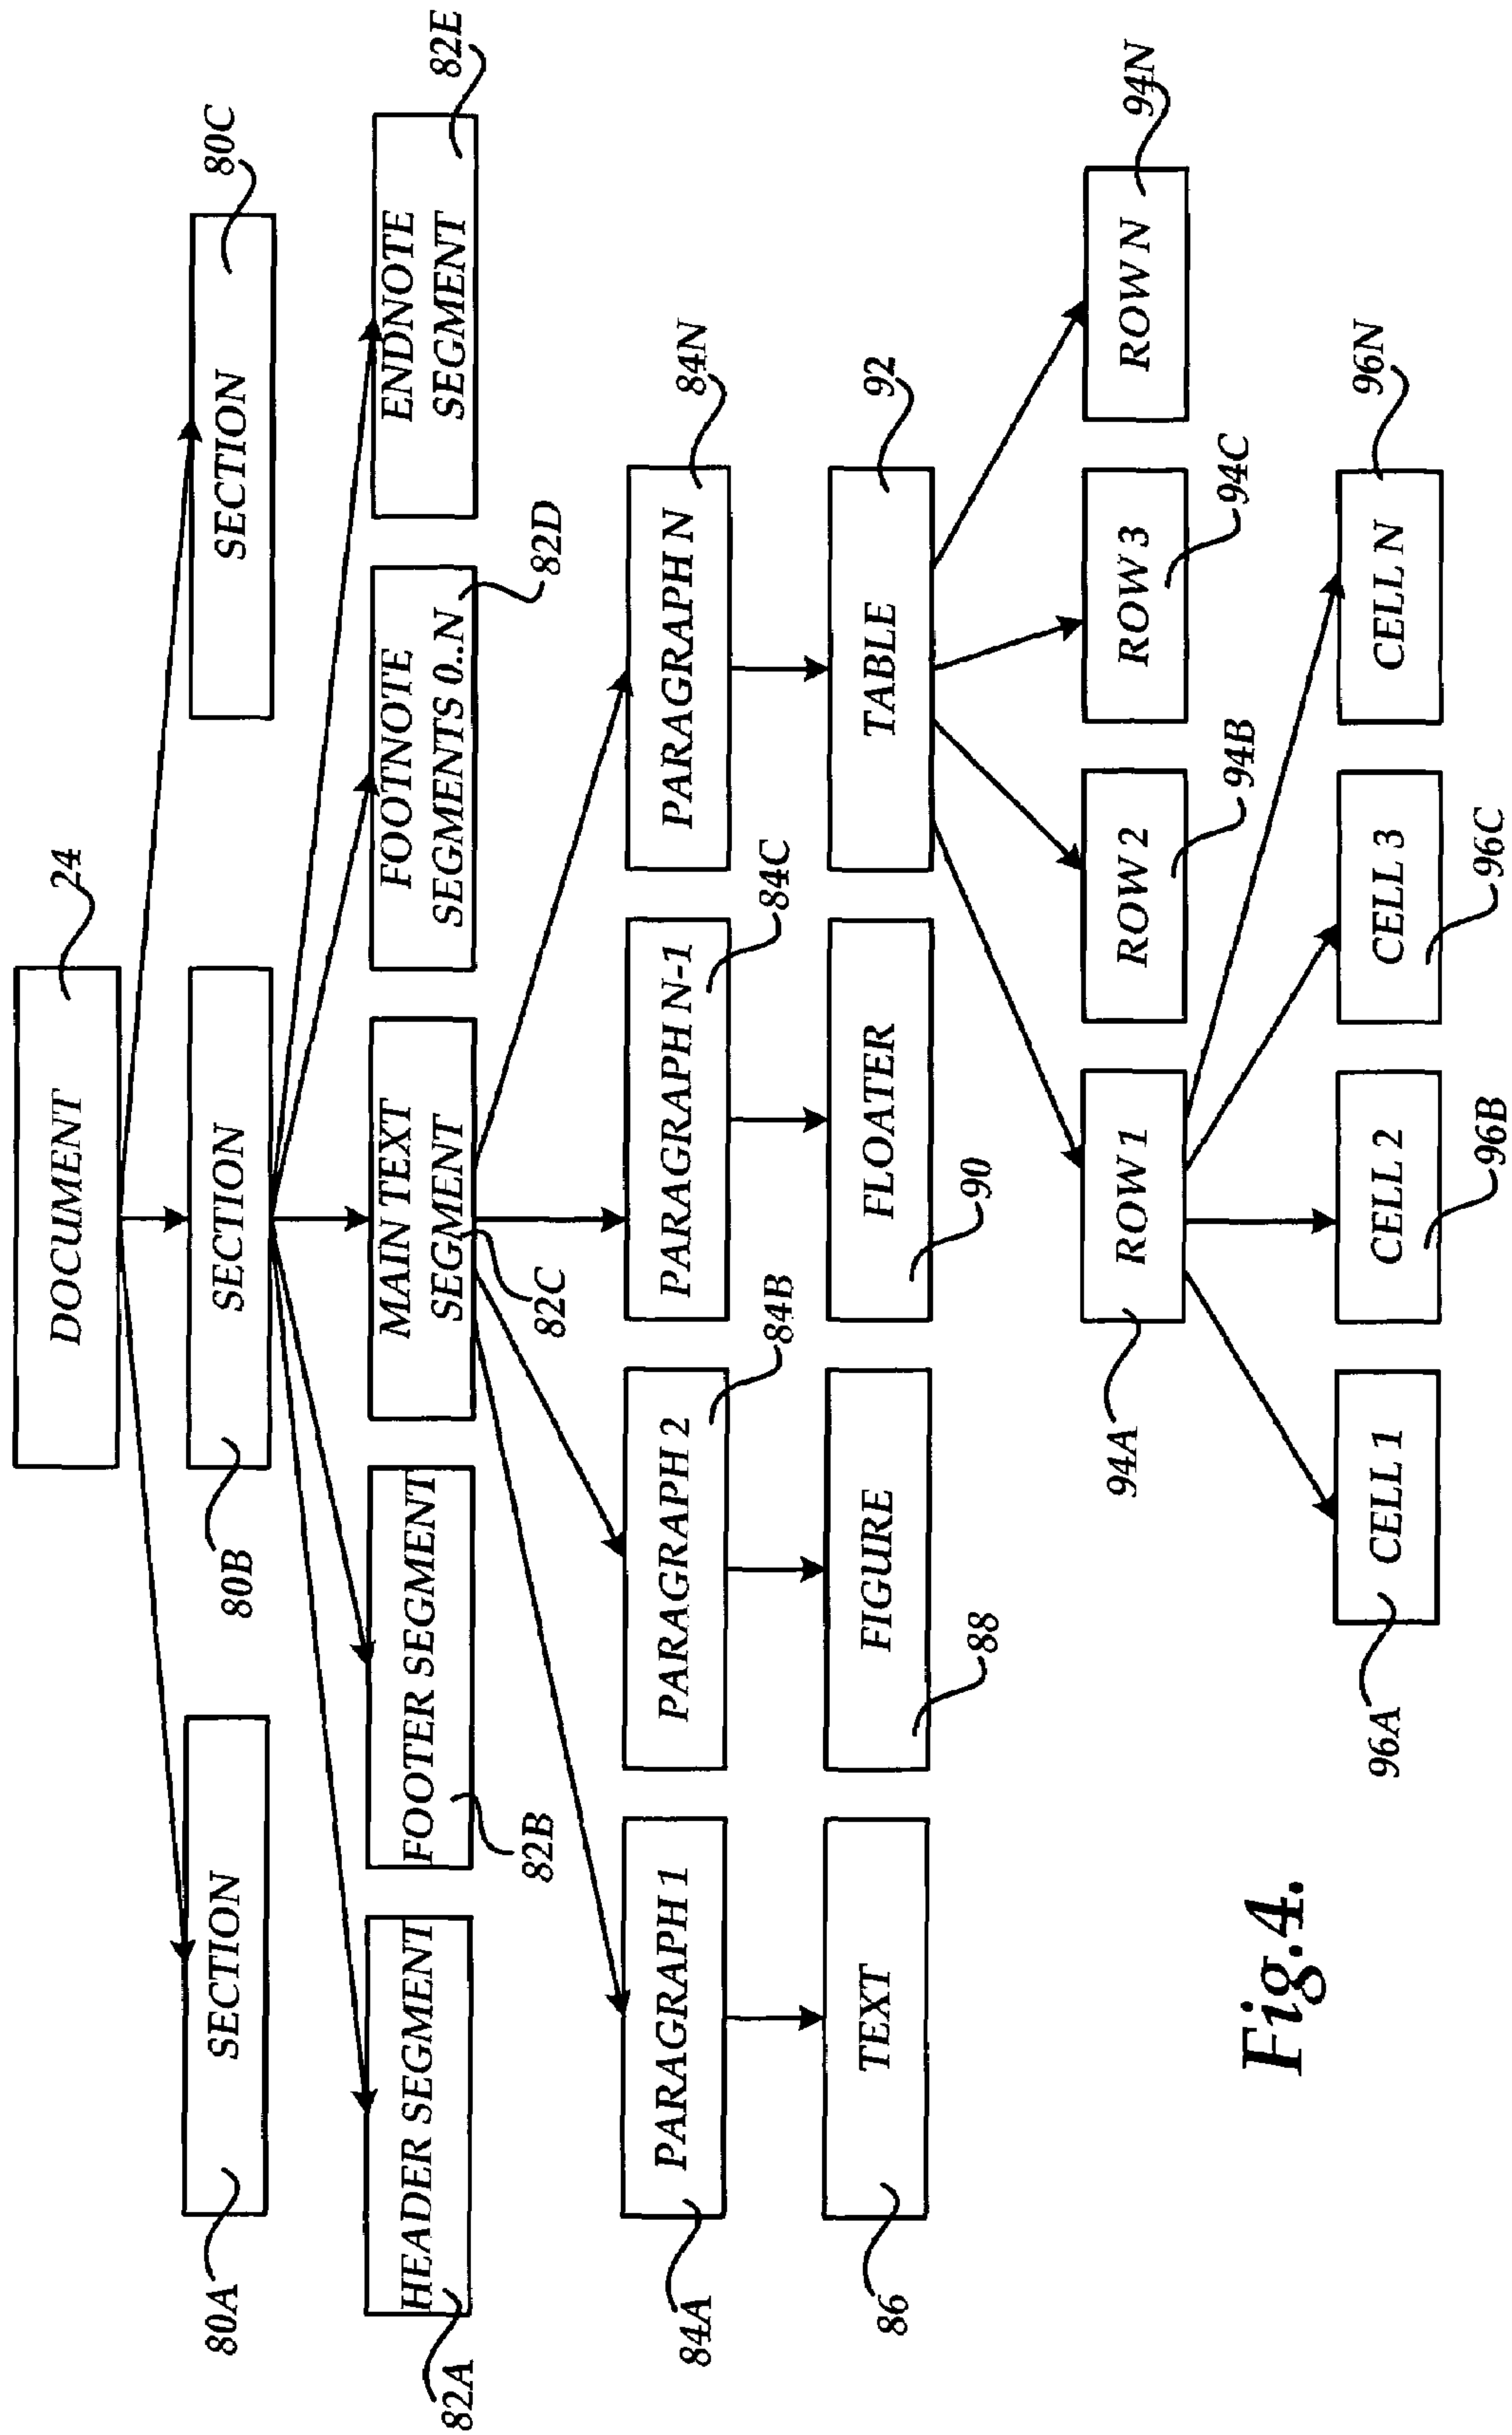 DOCUMENT
24
SECTION
80A
SECTION
80B
SECTION
80C
HEADER SEGMENT
82A
FOOTER SEGMENT
82B
MAIN TEXT
SEGMENT
82C
FOOTNOTE
SEGMENTS 0..N
82D
ENDNOTE
SEGMENT
82E
PARAGRAPH 1
84A
PARAGRAPH 2
84B
PARAGRAPH N-1
84C
PARAGRAPH N
84N
TEXT
86
FIGURE
88
FLOATER
90
TABLE
92
ROW 1
94A
ROW 2
94B
ROW 3
94C
ROW N
94N
CELL 1
96A
CELL 2
96B
CELL 3
96C
CELL N
96N
Fig.4.